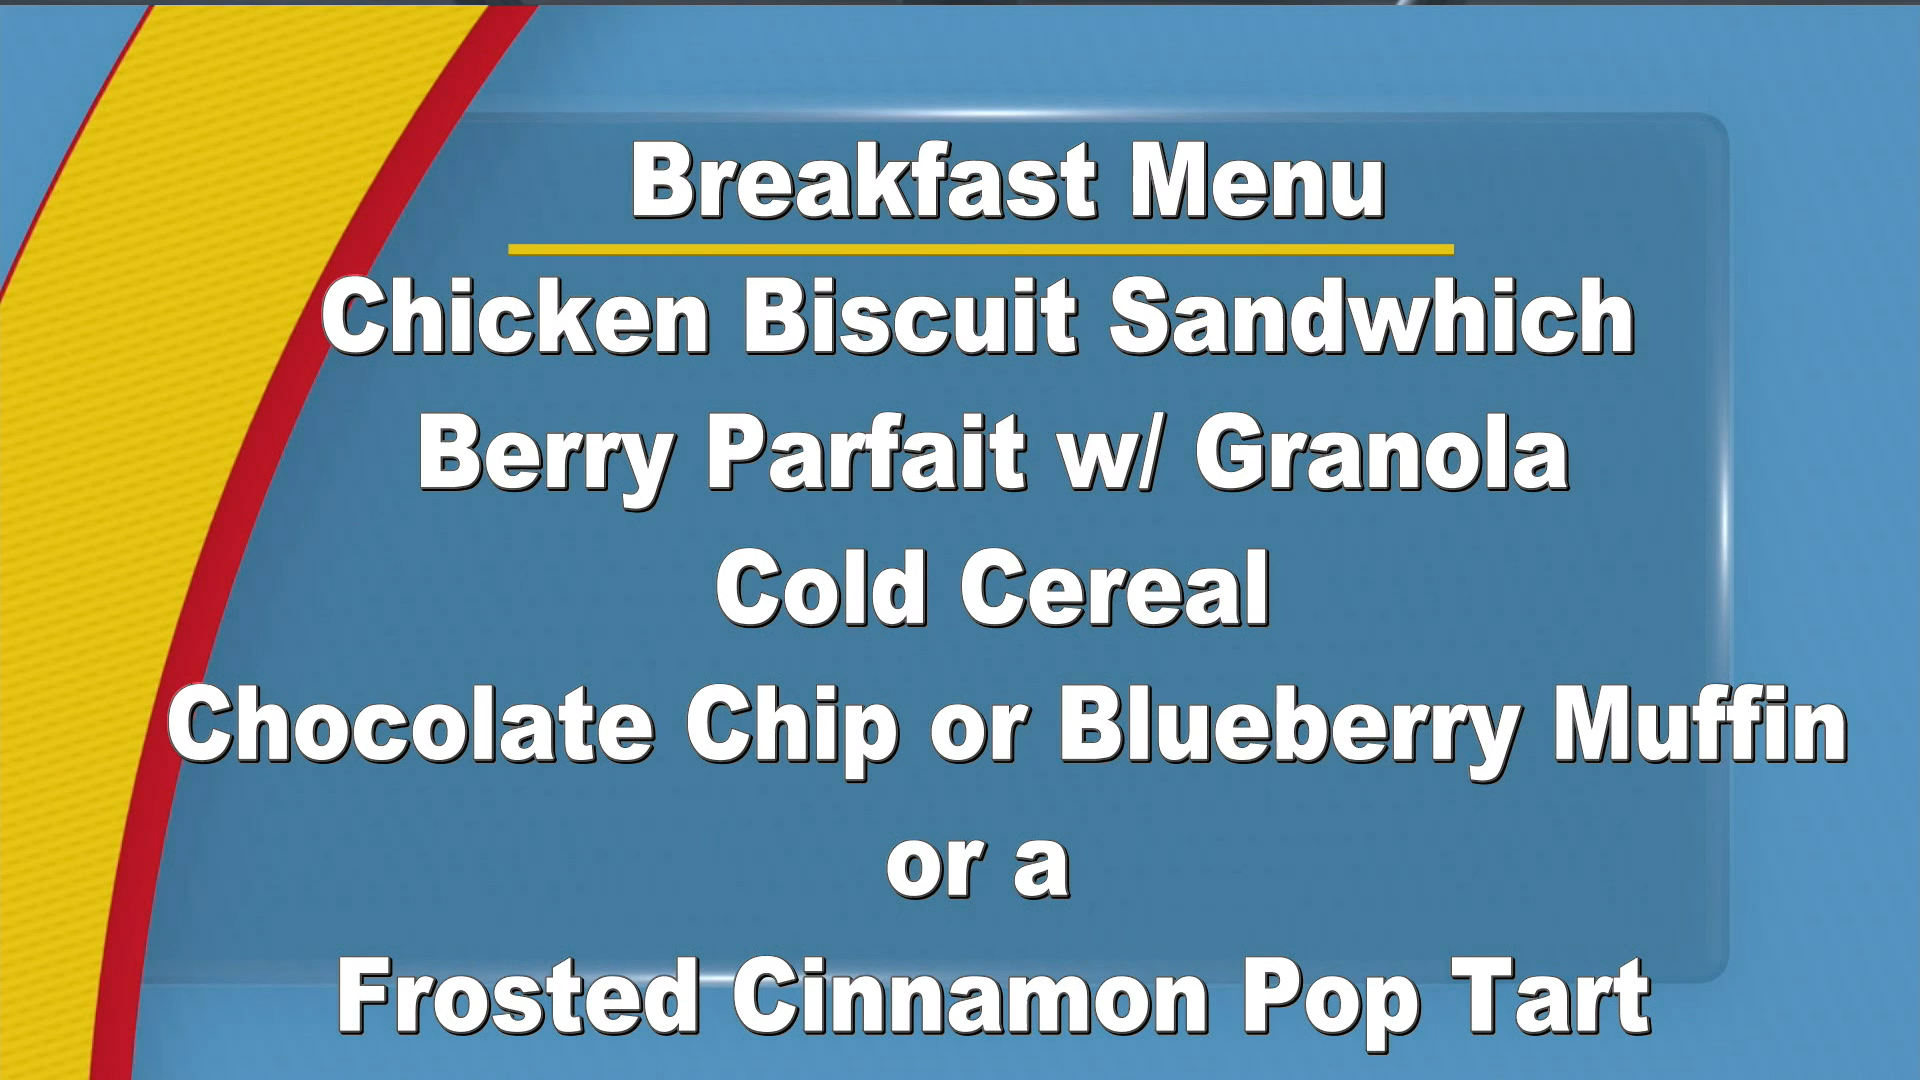 Breakfast Menu
Chicken Biscuit Sandwhich
Berry Parfait w/ Granola
Cold Cereal
Chocolate Chip or Blueberry Muffin
or a
Frosted Cinnamon Pop Tart